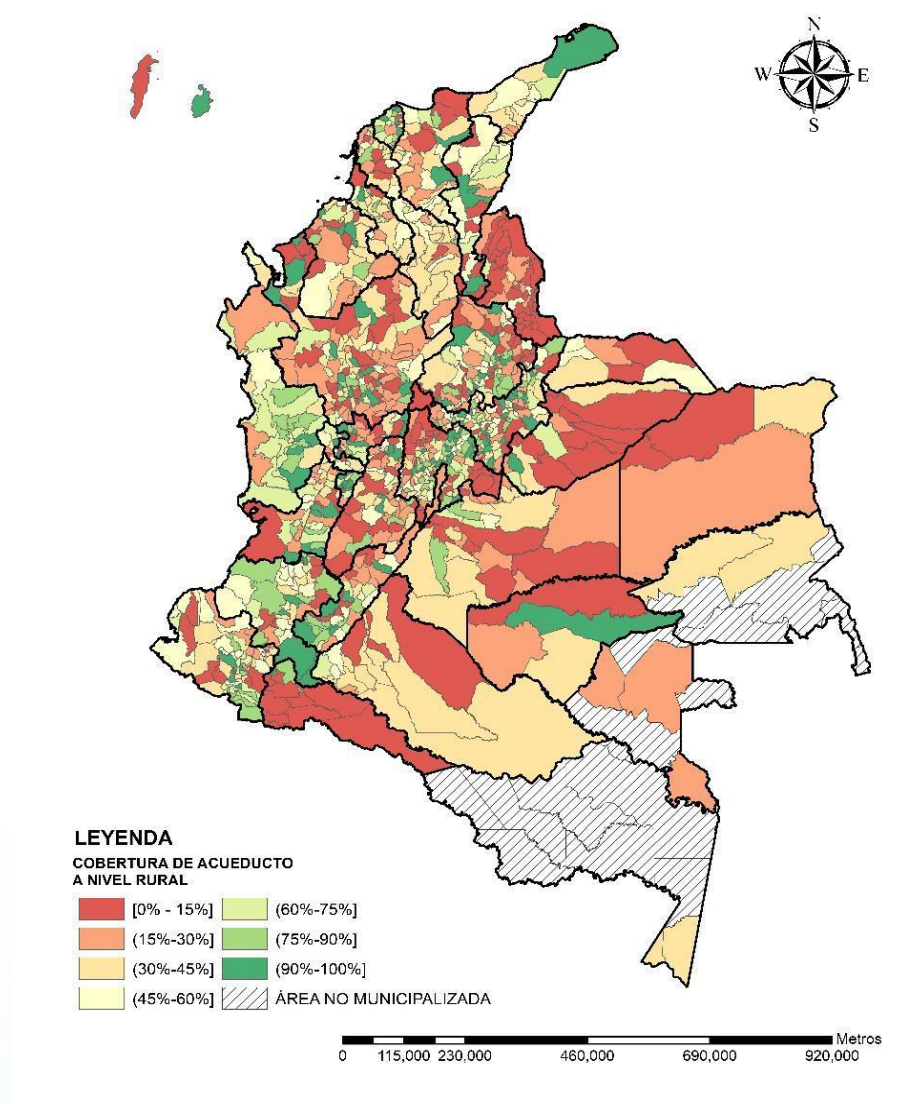 N
W E
S
LEYENDA
COBERTURA DE ACUEDUCTO
A NIVEL RURAL
[0% - 15%] (60%-75%]
(15%-30%] (75%-90%]
(30%-45%] (90%-100%]
(45%-60%] ÁREA NO MUNICIPALIZADA
Metros
0 115,000 230,000 460,000 690,000 920,000